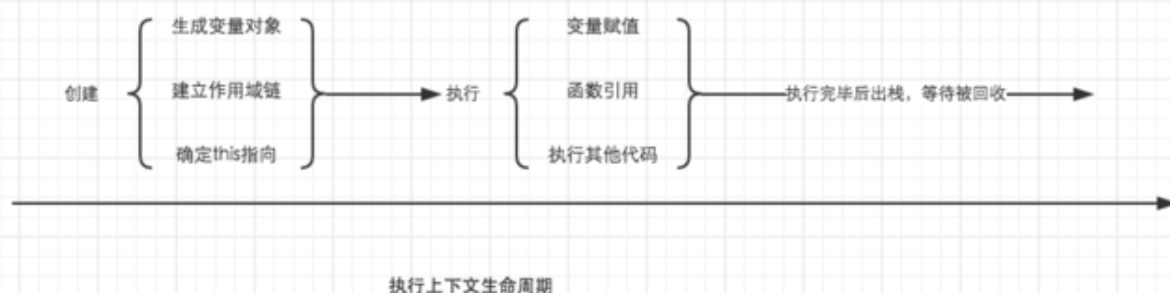 创建
生成变量对象
建立作用域链
确定this指向
执行
变量赋值
函数引用
执行其他代码
执行完毕后出栈，等待被回收
执行上下文生命周期